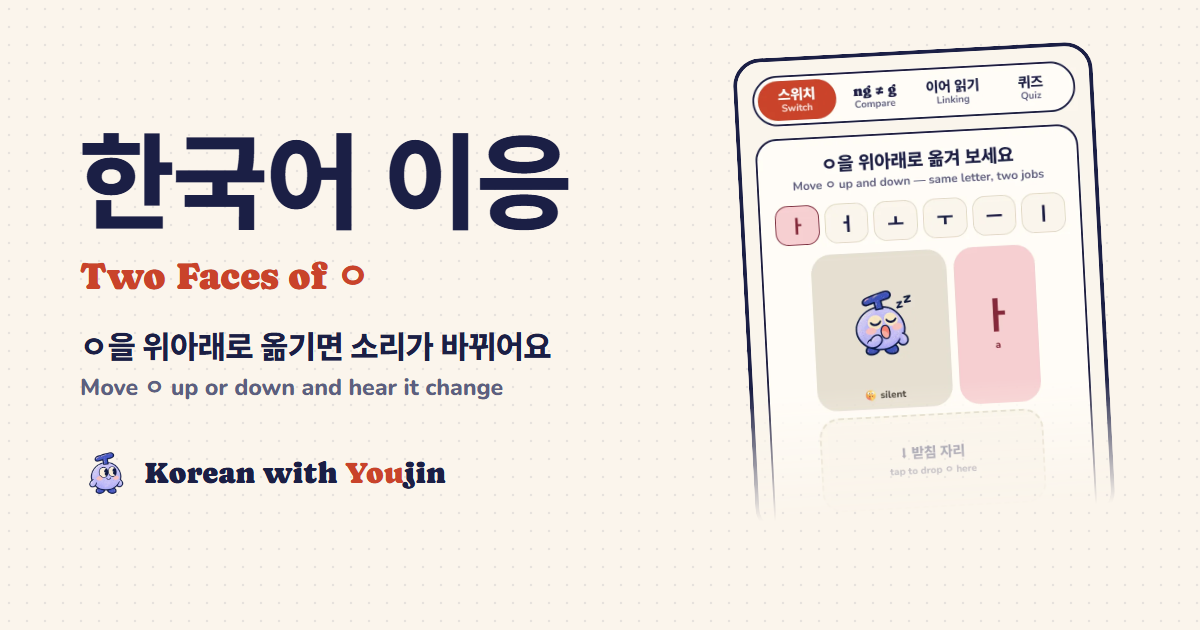 한국어 이응
Two Faces of ㅇ
ㅇ을 위아래로 옮기면 소리가 바뀌어요
Move ㅇ up or down and hear it change
Korean with Youjin
스위치
Switch
ng ≠ g
Compare
이어 읽기
Linking
퀴즈
Quiz
ㅇ을 위아래로 옮겨 보세요
Move ㅇ up and down — same letter, two jobs
ㅏ ㅓ ㅗ ㅜ ㅡ ㅣ
zz
silent
ㅏ
a
받침 자리
tap to drop ㅇ here